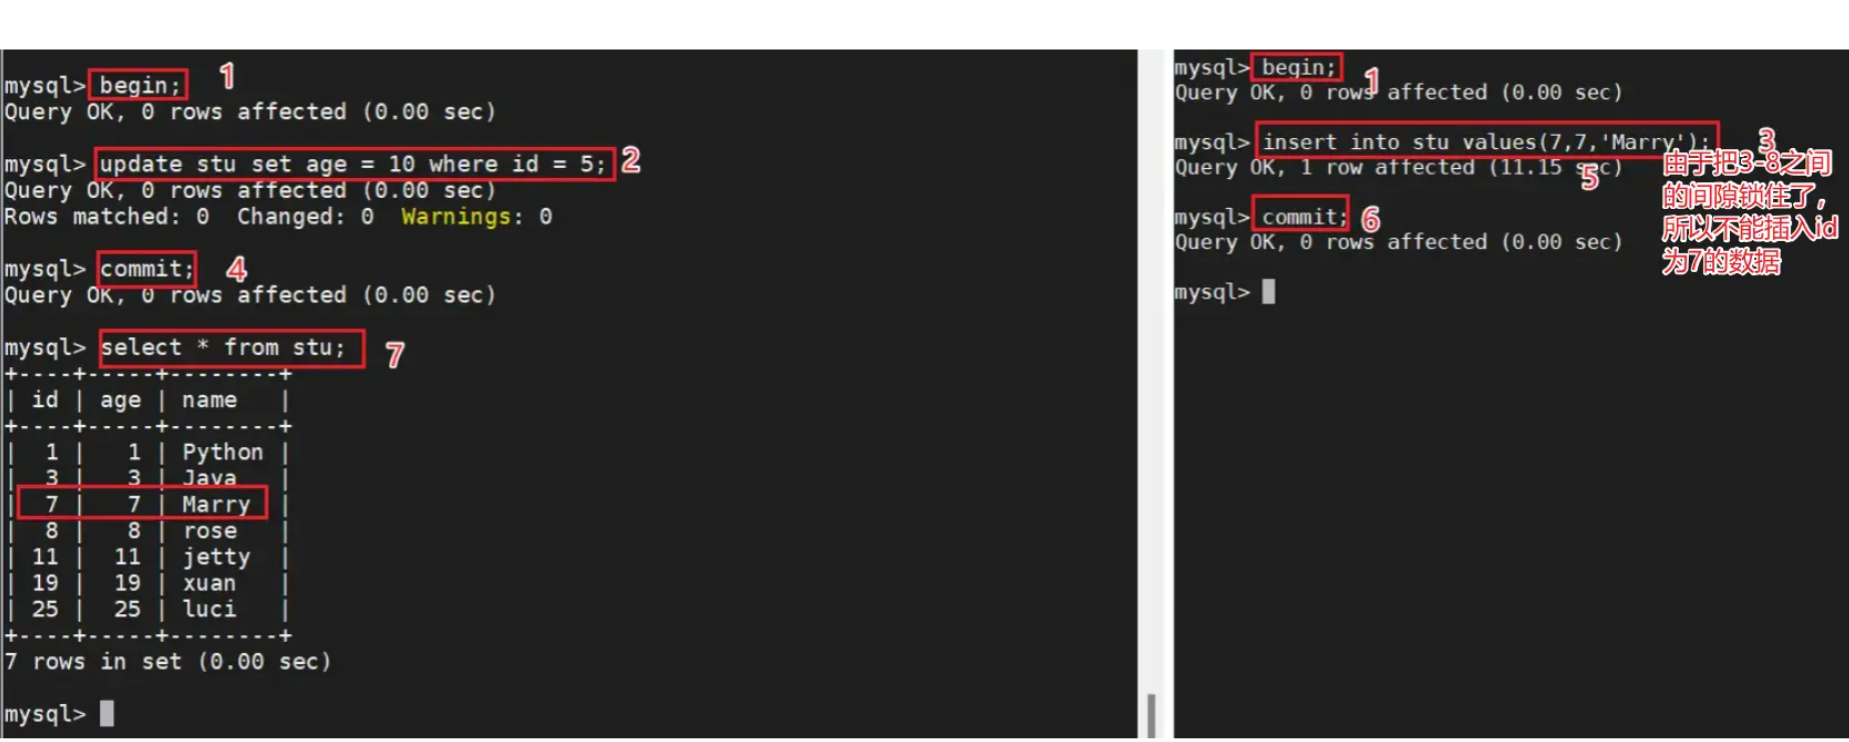 mysql> begin; 1
Query OK, 0 rows affected (0.00 sec)
mysql> update stu set age = 10 where id = 5; 2
Query OK, 0 rows affected (0.00 sec)
Rows matched: 0  Changed: 0  Warnings: 0
mysql> commit; 4
Query OK, 0 rows affected (0.00 sec)
mysql> select * from stu; 7
+----+-----+--------+
| id | age | name   |
+----+-----+--------+
|  1 |   1 | Python |
|  3 |   3 | Java   |
|  7 |   7 | Marry  |
|  8 |   8 | rose   |
| 11 |  11 | jetty  |
| 19 |  19 | xuan   |
| 25 |  25 | luci   |
+----+-----+--------+
7 rows in set (0.00 sec)
mysql>
mysql> begin; 1
Query OK, 0 rows affected (0.00 sec)
mysql> insert into stu values(7,7,'Marry'); 3
Query OK, 1 row affected (11.15 sec) 5
mysql> commit; 6
Query OK, 0 rows affected (0.00 sec)
mysql>
由于把3-8之间
的间隙锁住了，
所以不能插入id
为7的数据